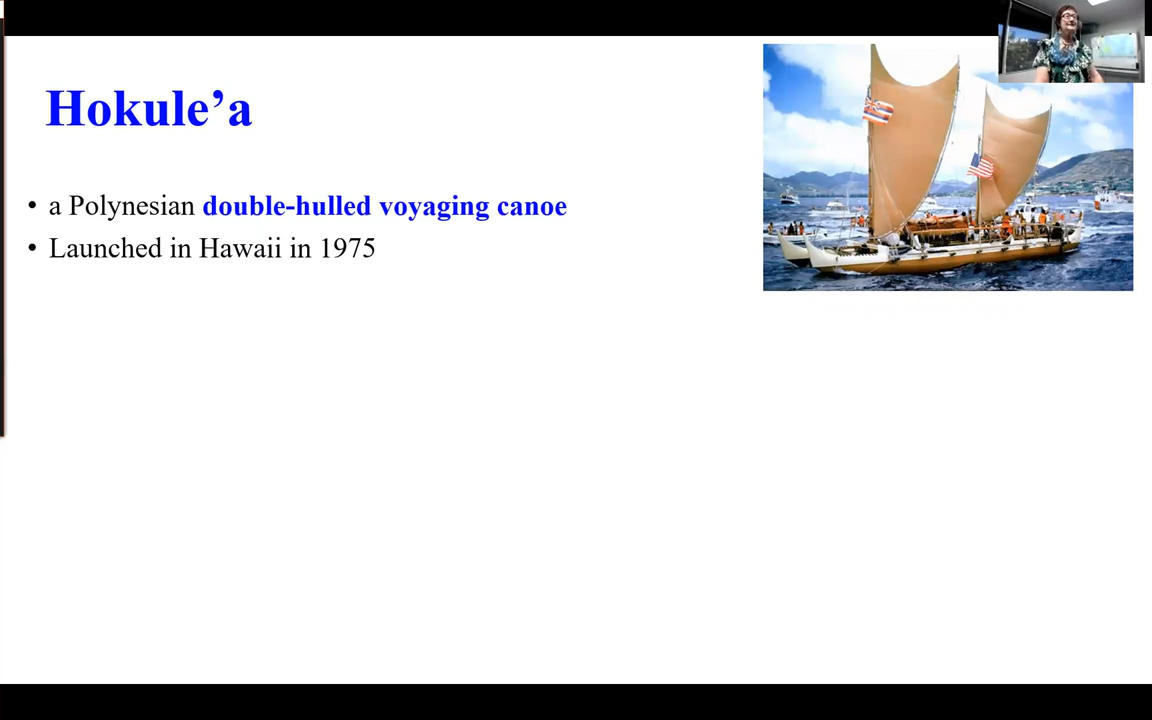 Hokule’a
• a Polynesian double-hulled voyaging canoe
• Launched in Hawaii in 1975